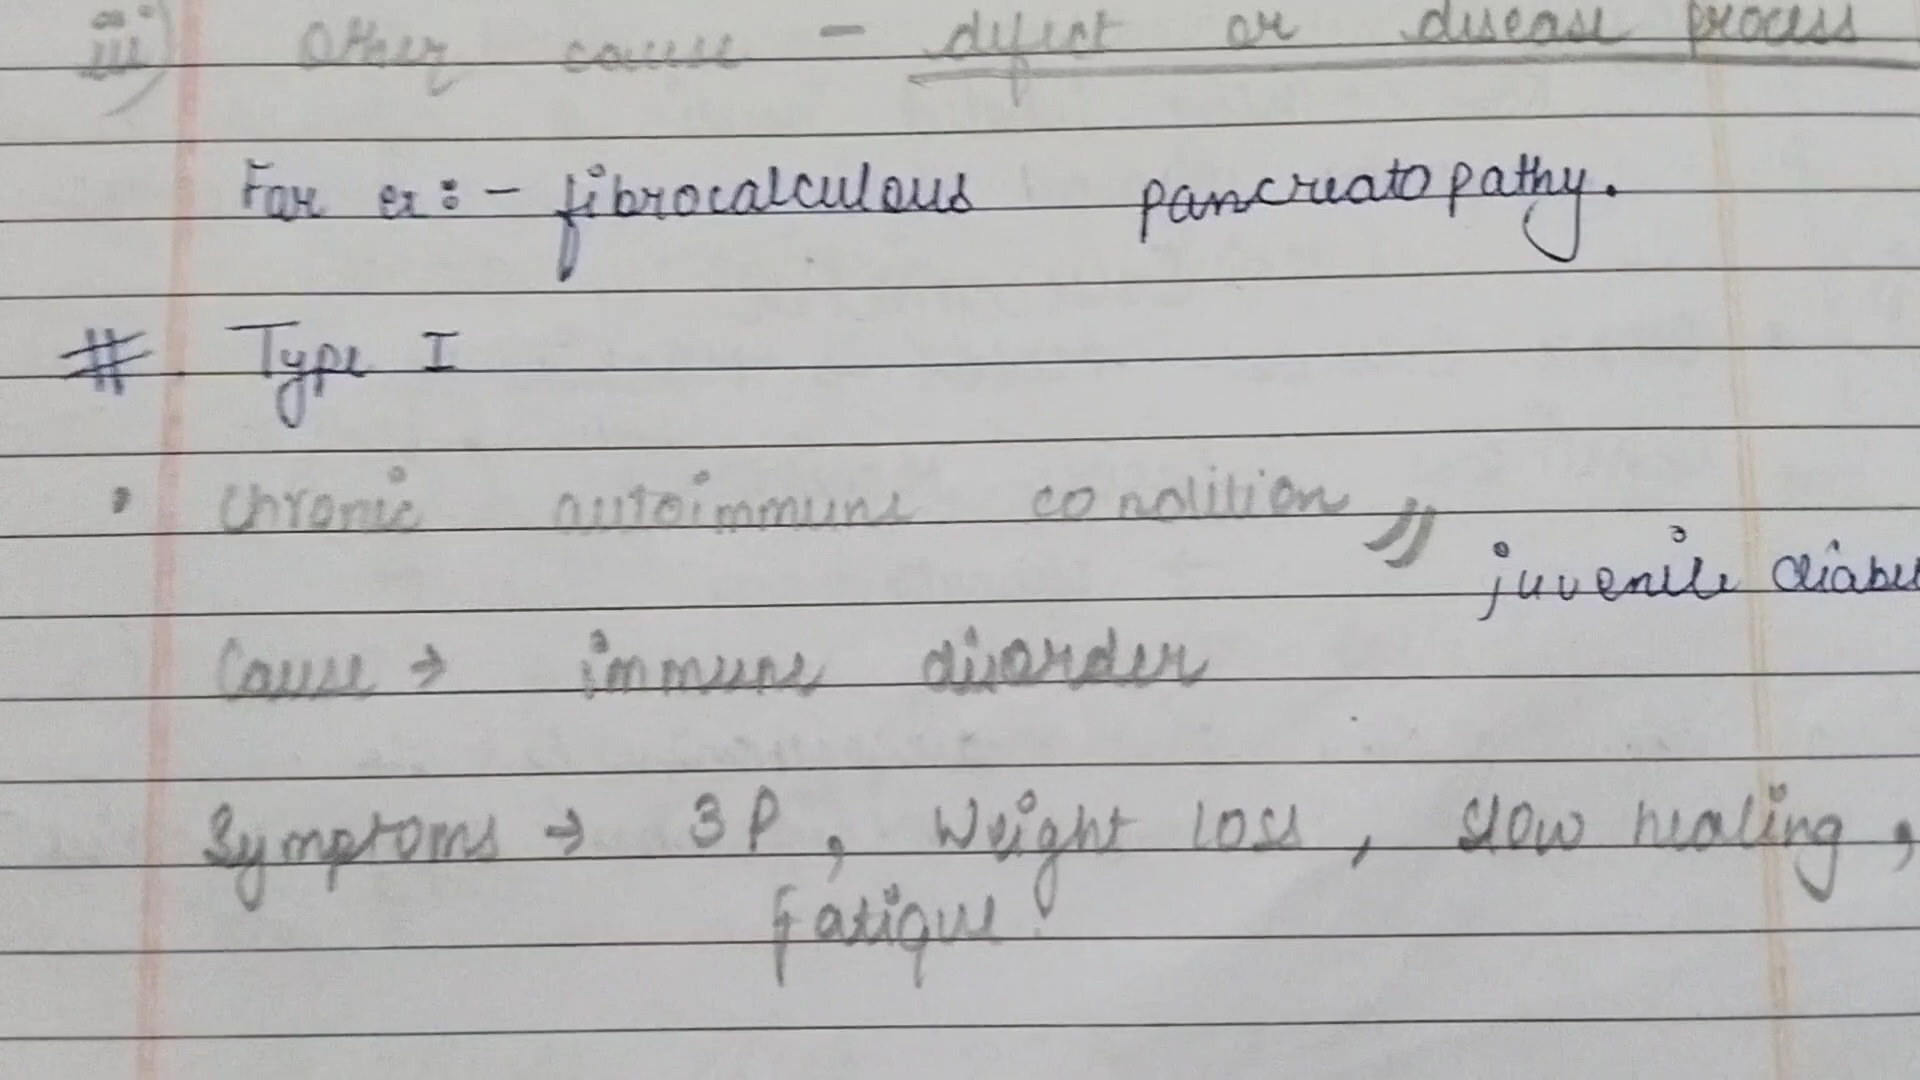 iii) Other cause - defect or disease process
For ex:- fibrocalculous pancreatopathy.
# Type I
• Chronic autoimmune condition
juvenile diabe
Cause → immune disorder
Symptoms → 3P, Weight loss, slow healing,
fatigue